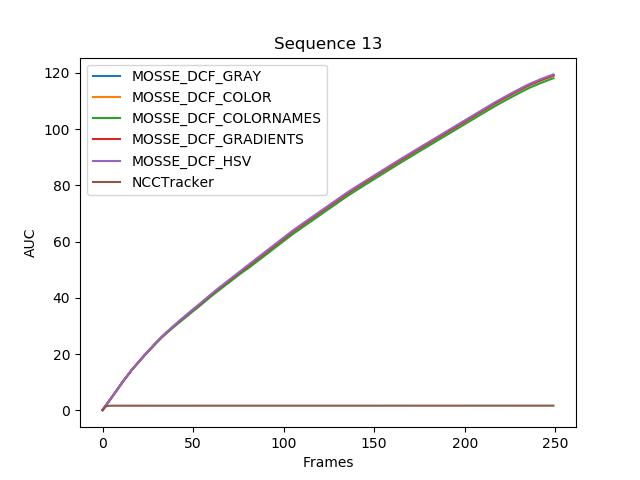 Sequence 13
MOSSE_DCF_GRAY
MOSSE_DCF_COLOR
MOSSE_DCF_COLORNAMES
MOSSE_DCF_GRADIENTS
MOSSE_DCF_HSV
NCCTracker
AUC
120
100
80
60
40
20
0
0 50 100 150 200 250
Frames